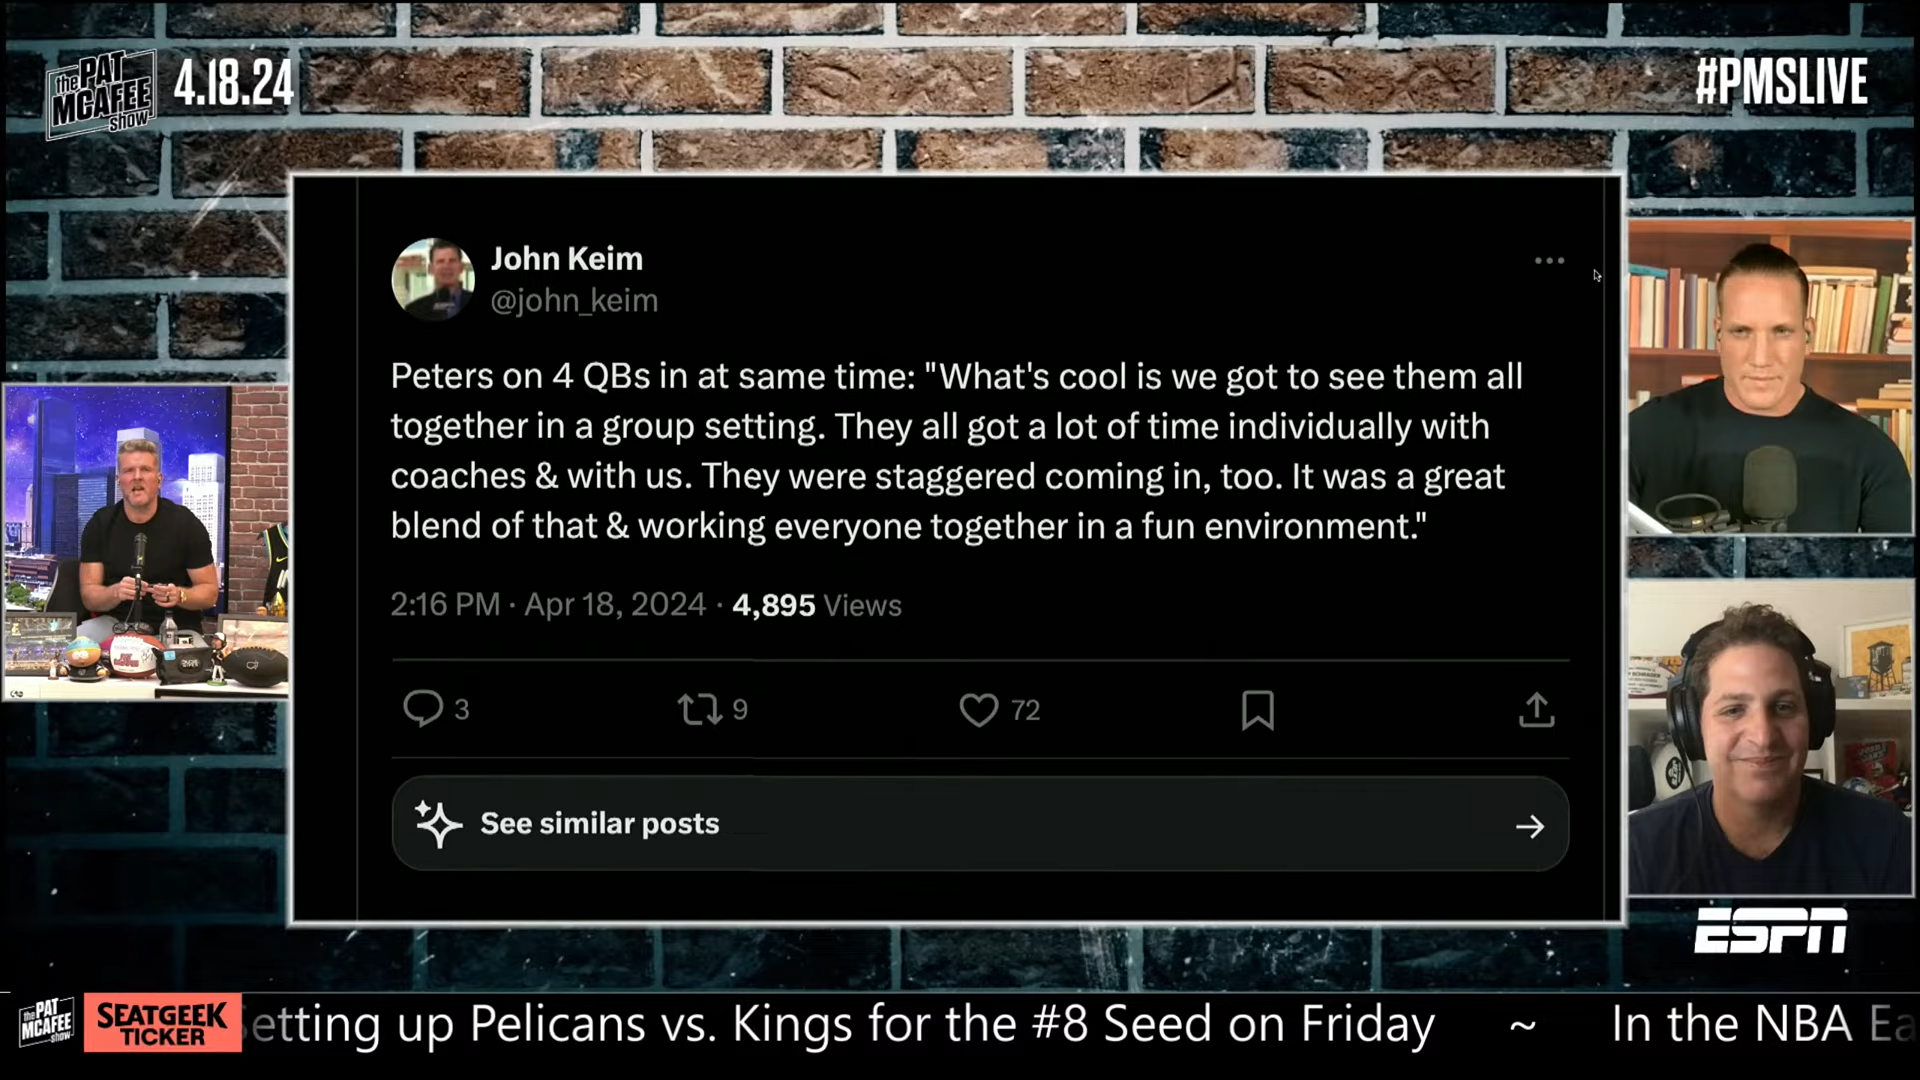 the PAT MCAFEE show
4.18.24
#PMSLIVE
John Keim
@john_keim
Peters on 4 QBs in at same time: "What's cool is we got to see them all
together in a group setting. They all got a lot of time individually with
coaches & with us. They were staggered coming in, too. It was a great
blend of that & working everyone together in a fun environment."
2:16 PM · Apr 18, 2024 · 4,895 Views
3
9
72
See similar posts
ESPN
the PAT MCAFEE show
SEATGEEK
TICKER
etting up Pelicans vs. Kings for the #8 Seed on Friday ~ In the NBA Ea